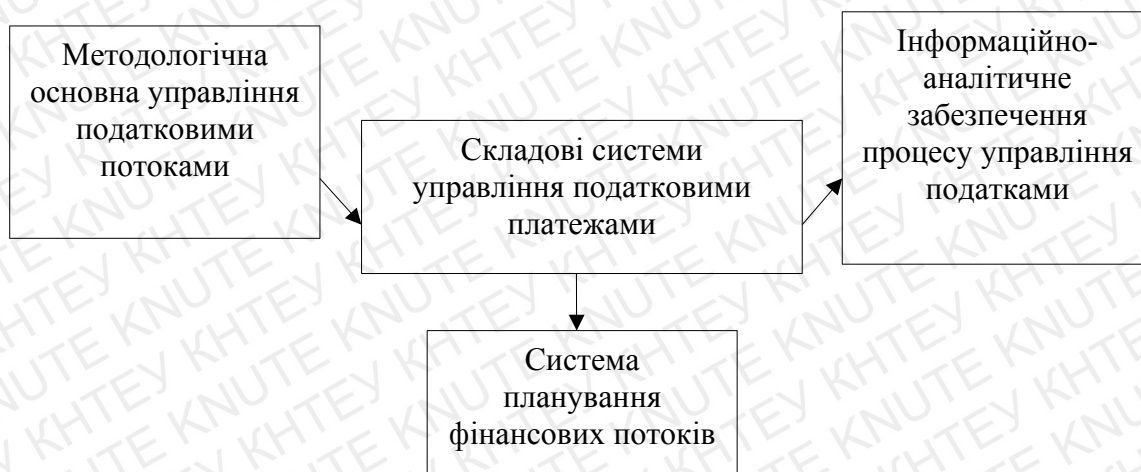 Методологічна
основна управління
податковими
потоками
Складові системи
управління податковими
платежами
Інформаційно-
аналітичне
забезпечення
процесу управління
податками
Система
планування
фінансових потоків